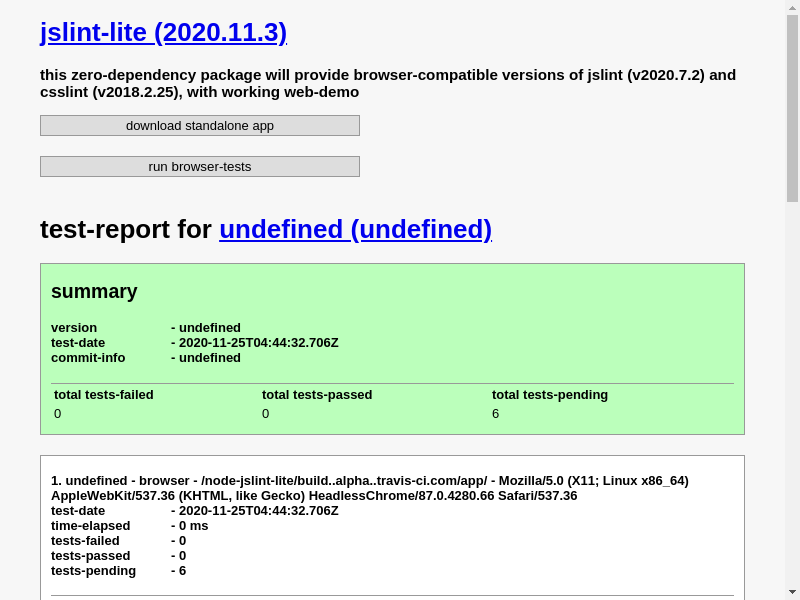 jslint-lite (2020.11.3)
this zero-dependency package will provide browser-compatible versions of jslint (v2020.7.2) and
csslint (v2018.2.25), with working web-demo
download standalone app
run browser-tests
test-report for undefined (undefined)
summary
version - undefined
test-date - 2020-11-25T04:44:32.706Z
commit-info - undefined
total tests-failed total tests-passed total tests-pending
0 0 6
1. undefined - browser - /node-jslint-lite/build..alpha..travis-ci.com/app/ - Mozilla/5.0 (X11; Linux x86_64)
AppleWebKit/537.36 (KHTML, like Gecko) HeadlessChrome/87.0.4280.66 Safari/537.36
test-date - 2020-11-25T04:44:32.706Z
time-elapsed - 0 ms
tests-failed - 0
tests-passed - 0
tests-pending - 6